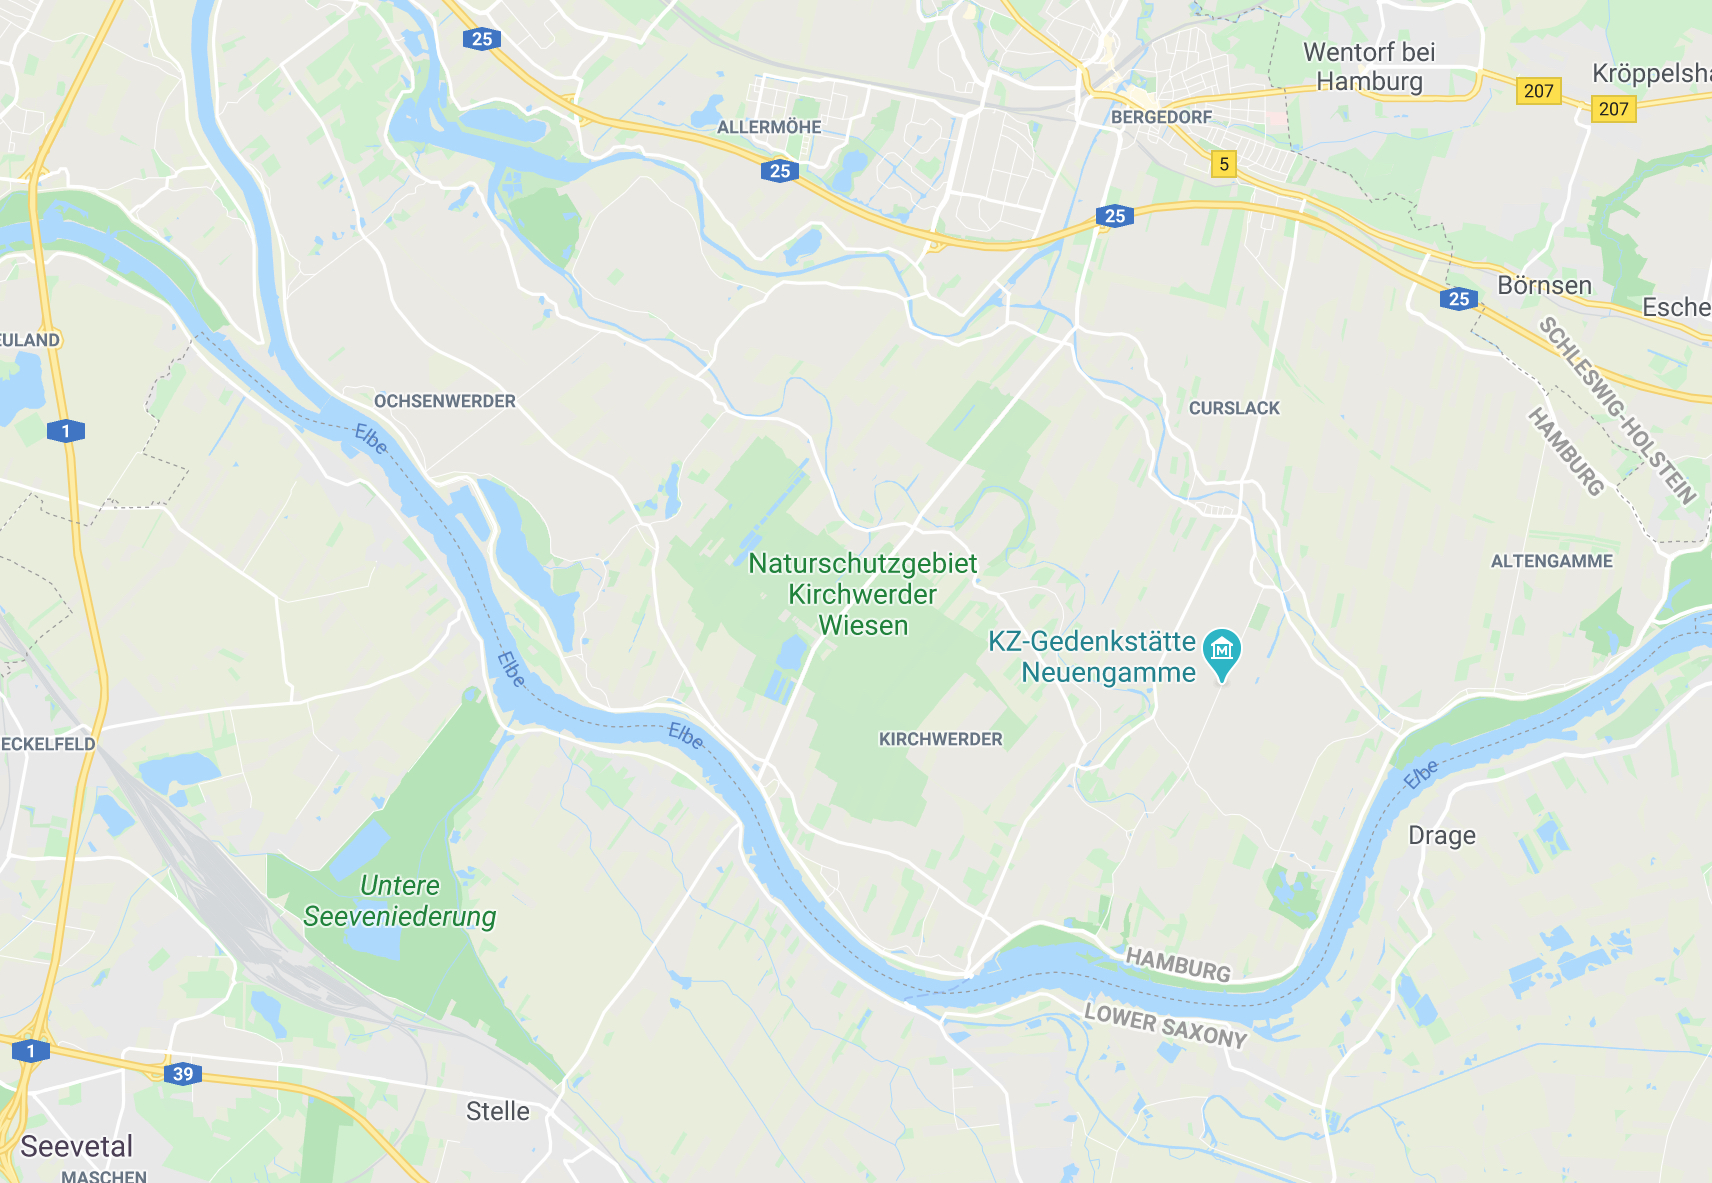 25
Wentorf bei
Hamburg
Kröppelsha
207
207
ALLERMÖHE
BERGEDORF
5
25
25
Börnsen
25
Esche
EULAND
SCHLESWIG-HOLSTEIN
HAMBURG
OCHSENWERDER
CURSLACK
1
Elbe
Naturschutzgebiet
Kirchwerder
Wiesen
ALTENGAMME
KZ-Gedenkstätte
Neuengamme
M
Elbe
Elbe
KIRCHWERDER
ECKELFELD
Elbe
Drage
Untere
Seeveniederung
HAMBURG
LOWER SAXONY
1
39
Stelle
Seevetal
MASCHEN